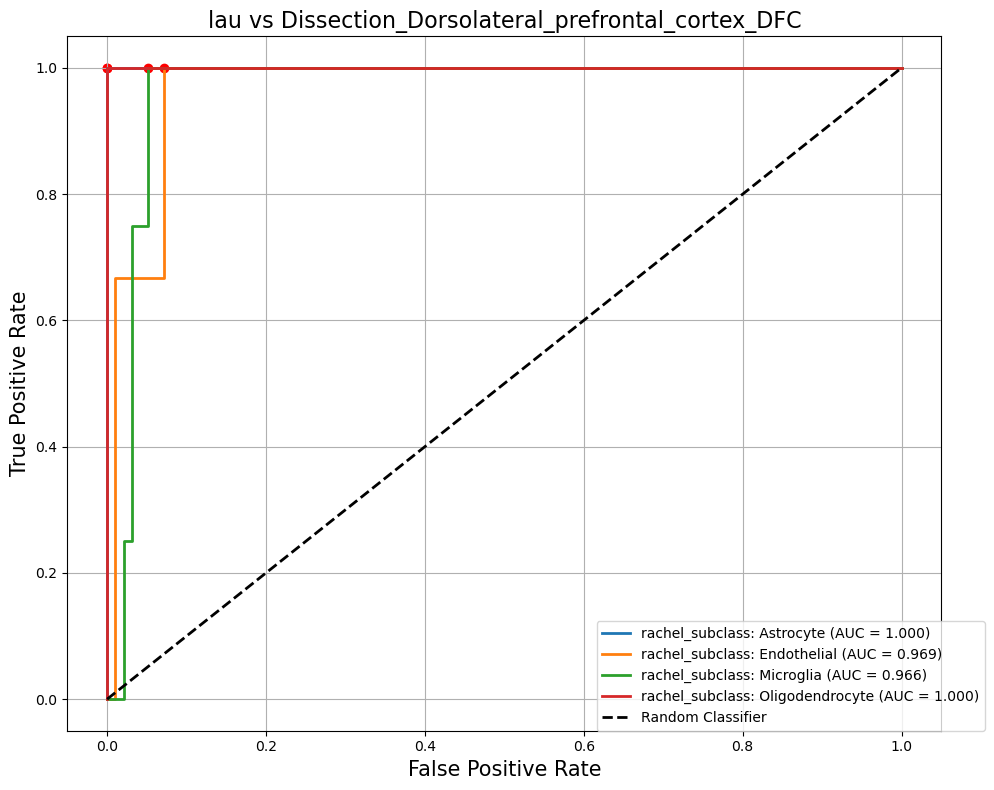 lau vs Dissection_Dorsolateral_prefrontal_cortex_DFC
True Positive Rate
1.0
0.8
0.6
0.4
0.2
0.0
0.0 0.2 0.4 0.6 0.8 1.0
False Positive Rate
rachel_subclass: Astrocyte (AUC = 1.000)
rachel_subclass: Endothelial (AUC = 0.969)
rachel_subclass: Microglia (AUC = 0.966)
rachel_subclass: Oligodendrocyte (AUC = 1.000)
Random Classifier